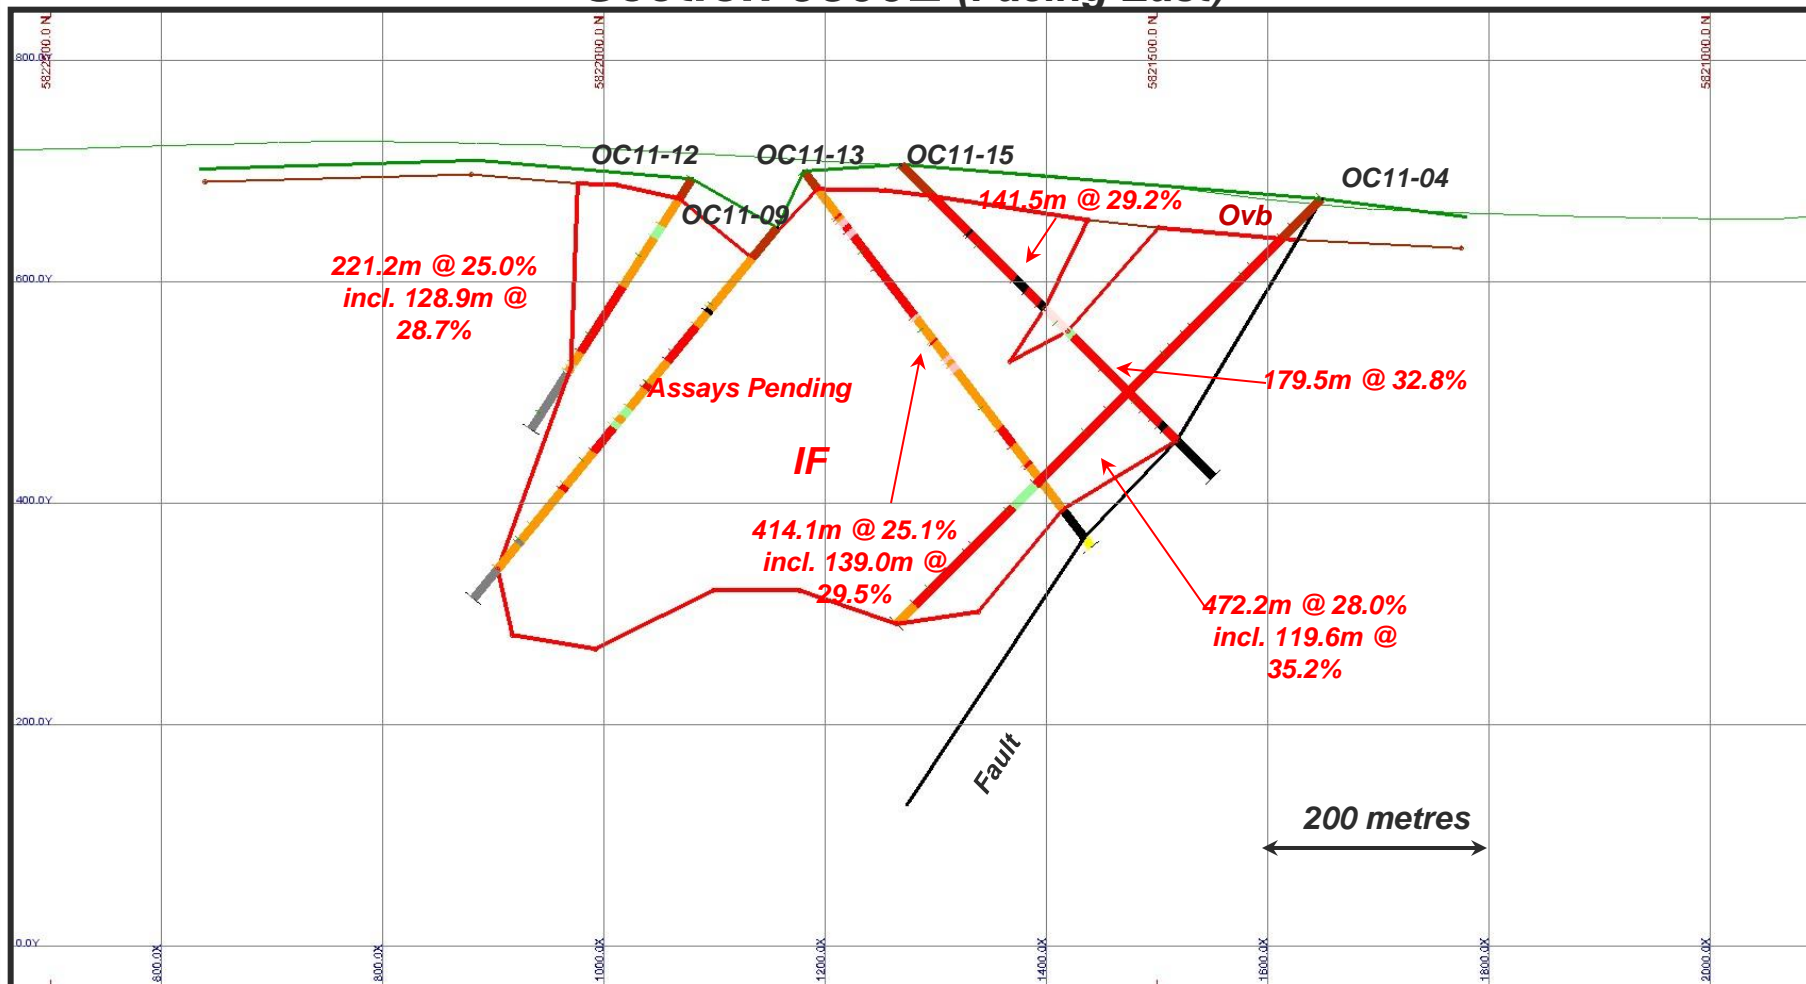 5822500.0 N
5822000.0 N
5821500.0 N
5821000.0 N
800.0Y
OC11-12
OC11-13
OC11-15
OC11-04
OC11-09
141.5m @ 29.2%
Ovb
221.2m @ 25.0%
incl. 128.9m @
28.7%
600.0Y
Assays Pending
179.5m @ 32.8%
IF
400.0Y
414.1m @ 25.1%
incl. 139.0m @
29.5%
472.2m @ 28.0%
incl. 119.6m @
35.2%
200.0Y
Fault
200 metres
0.0Y
600.0X
800.0X
1000.0X
1200.0X
1400.0X
1600.0X
1800.0X
2000.0X